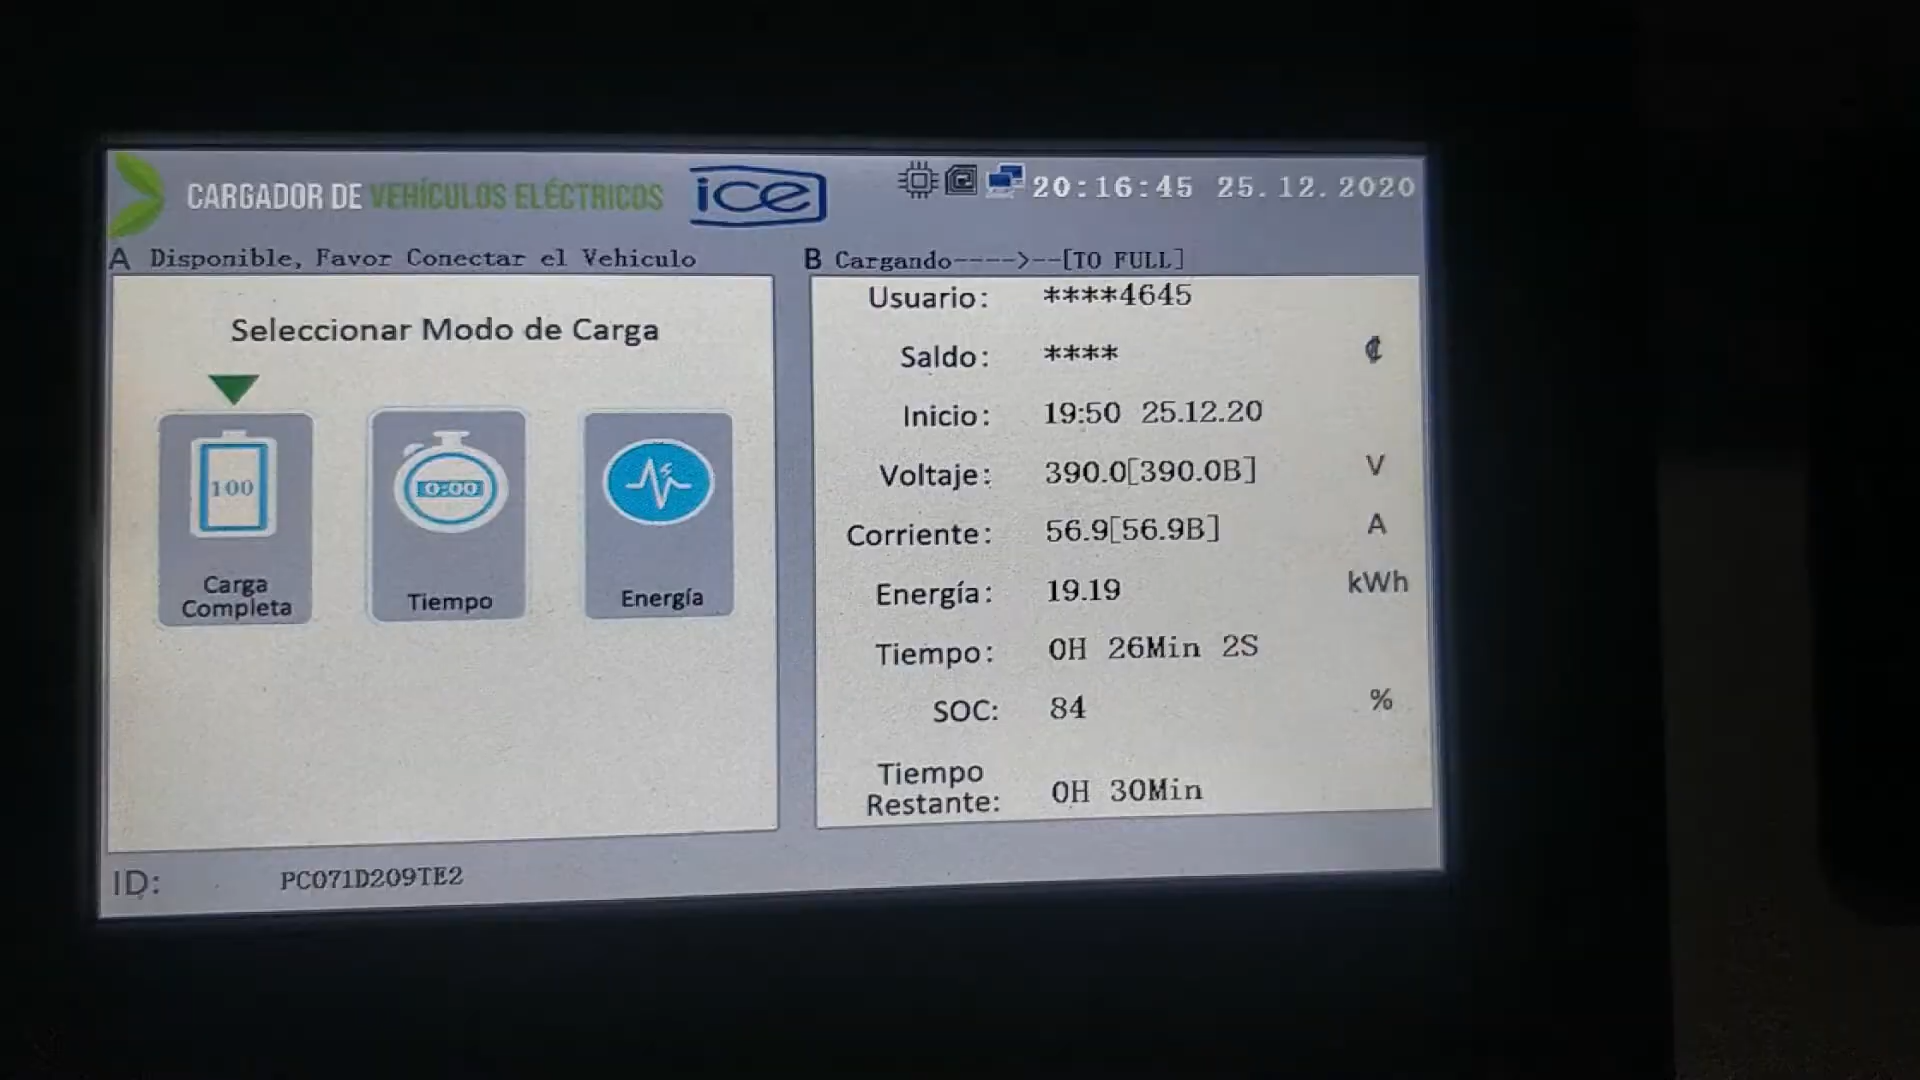 CARGADOR DE VEHÍCULOS ELÉCTRICOS
ice
20:16:45 25.12.2020
A Disponible, Favor Conectar el Vehiculo
Seleccionar Modo de Carga
100
Carga
Completa
0:00
Tiempo
Energía
B Cargando---->--[TO FULL]
Usuario: ****4645
Saldo: **** ₡
Inicio: 19:50 25.12.20
Voltaje: 390.0[390.0B] V
Corriente: 56.9[56.9B] A
Energía: 19.19 kWh
Tiempo: 0H 26Min 2S
SOC: 84 %
Tiempo
Restante: 0H 30Min
ID: PC071D209TE2